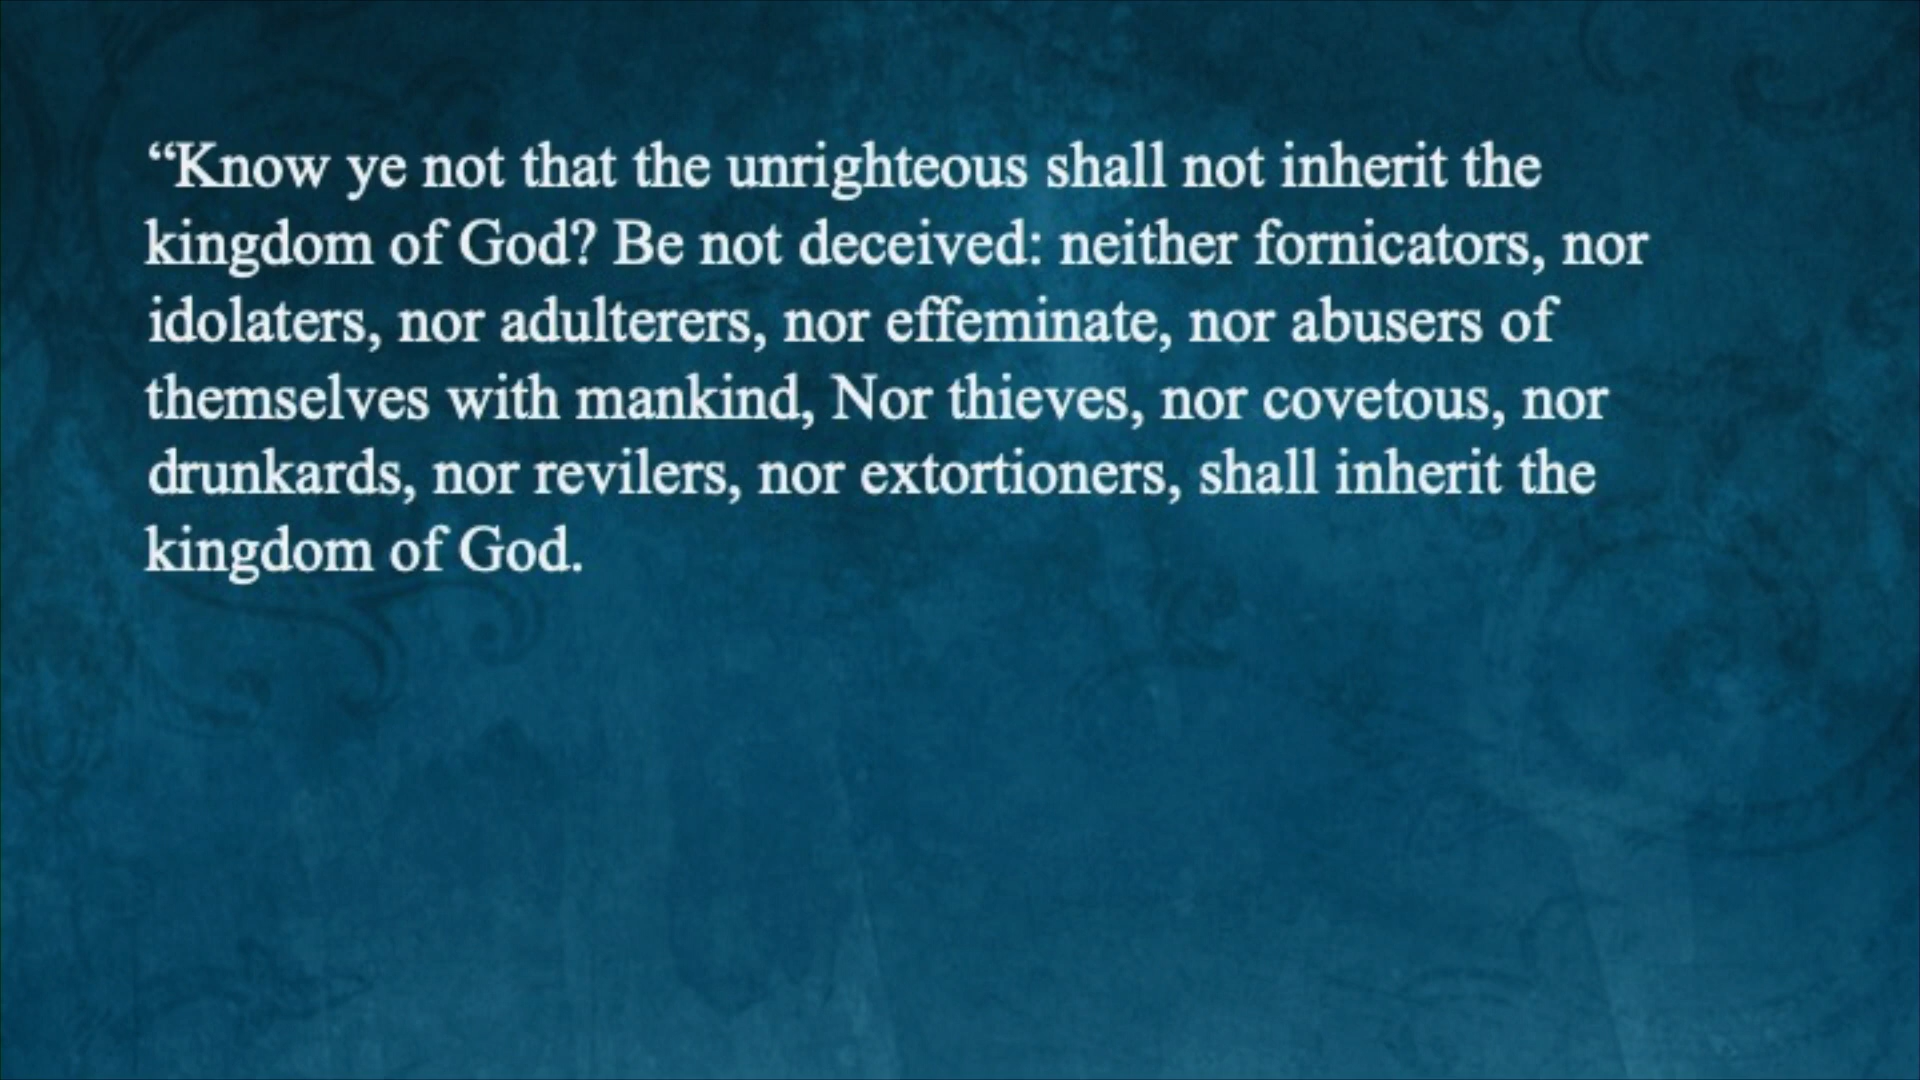 “Know ye not that the unrighteous shall not inherit the
kingdom of God? Be not deceived: neither fornicators, nor
idolaters, nor adulterers, nor effeminate, nor abusers of
themselves with mankind, Nor thieves, nor covetous, nor
drunkards, nor revilers, nor extortioners, shall inherit the
kingdom of God.